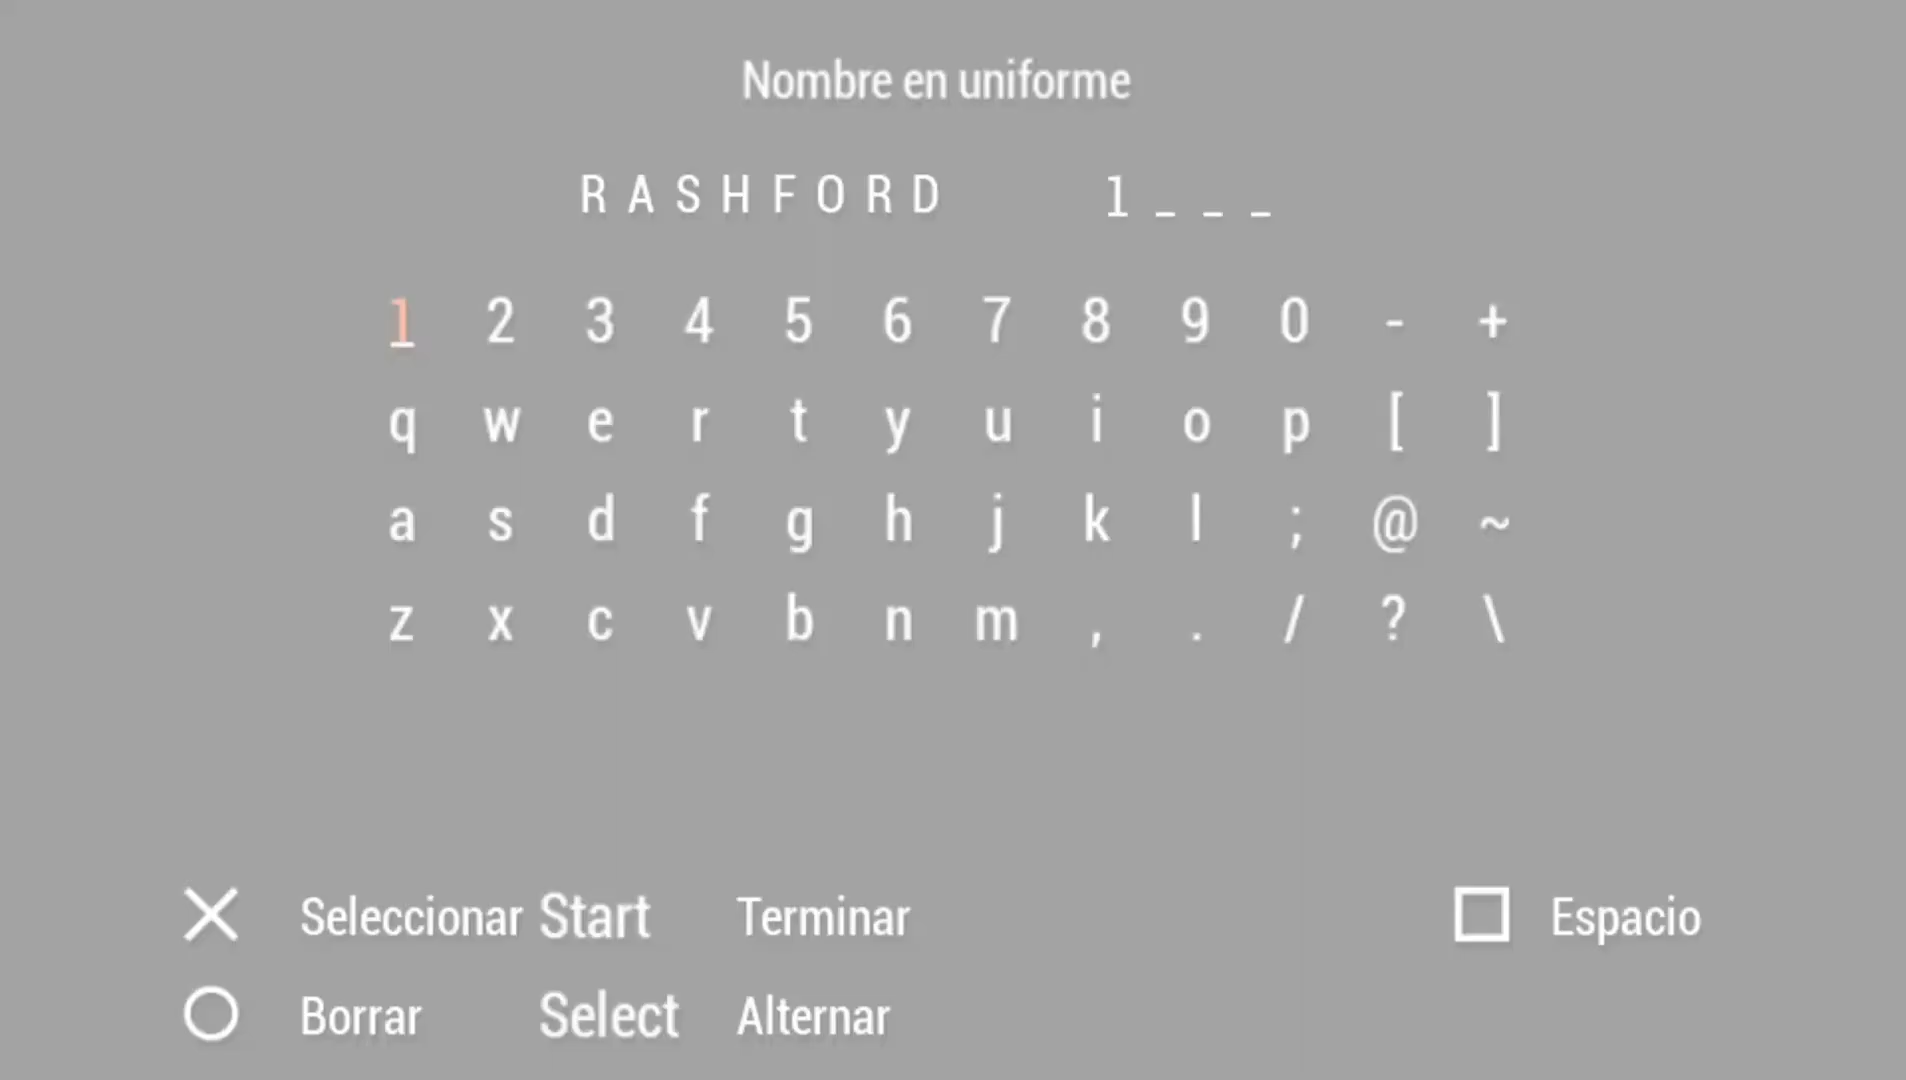 Nombre en uniforme
RASHFORD   1___
1 2 3 4 5 6 7 8 9 0 - +
q w e r t y u i o p [ ]
a s d f g h j k l ; @ ~
z x c v b n m , . / ? \
Seleccionar Start Terminar Espacio
Borrar Select Alternar